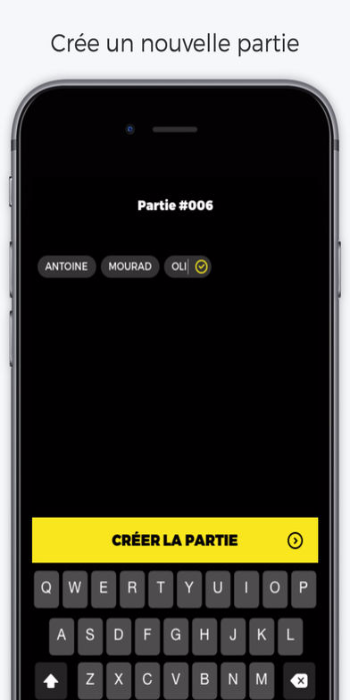 Crée un nouvelle partie
Partie #006
ANTOINE MOURAD OLI
CRÉER LA PARTIE
Q W E R T Y U I O P
A S D F G H J K L
Z X C V B N M